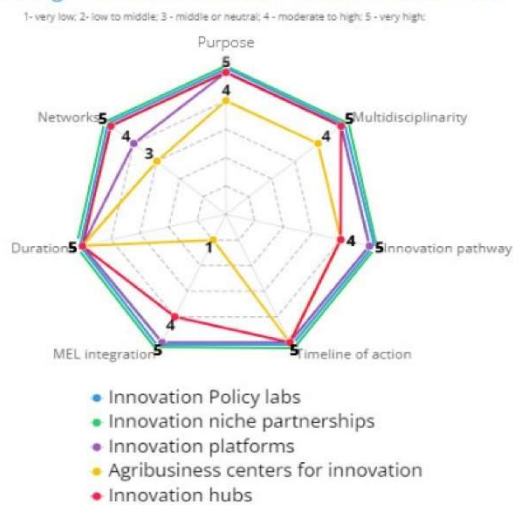 1- very low; 2- low to middle; 3 - middle or neutral; 4 - moderate to high; 5 - very high;
Purpose
5
4
Networks 5
5 Multidisciplinarity
4
4
3
Duration 5
1
4
5 Innovation pathway
4
MEL integration 5
5 Timeline of action
Innovation Policy labs
Innovation niche partnerships
Innovation platforms
Agribusiness centers for innovation
Innovation hubs